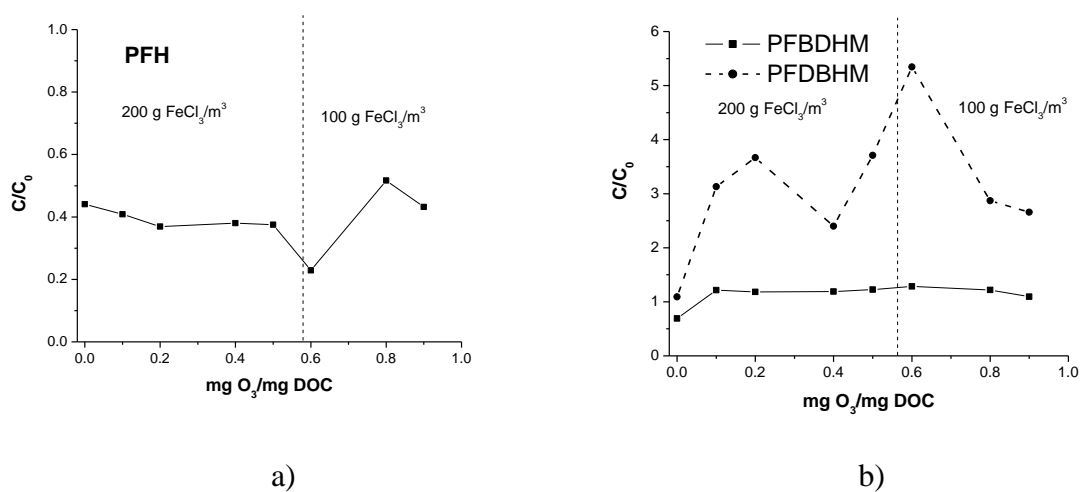 PFH
200 g FeCl₃/m³
100 g FeCl₃/m³
1.0
0.8
0.6
0.4
0.2
0.0
C/C₀
0.0 0.2 0.4 0.6 0.8 1.0
mg O₃/mg DOC
a)
PFBDHM
PFDBHM
200 g FeCl₃/m³
100 g FeCl₃/m³
6
5
4
3
2
1
0
C/C₀
0.0 0.2 0.4 0.6 0.8 1.0
mg O₃/mg DOC
b)